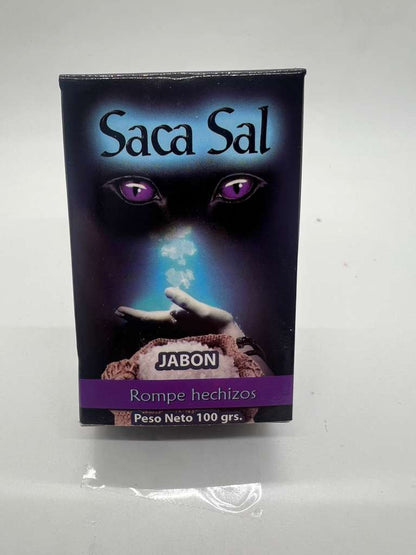 Saca Sal
JABON
Rompe hechizos
Peso Neto 100 grs.